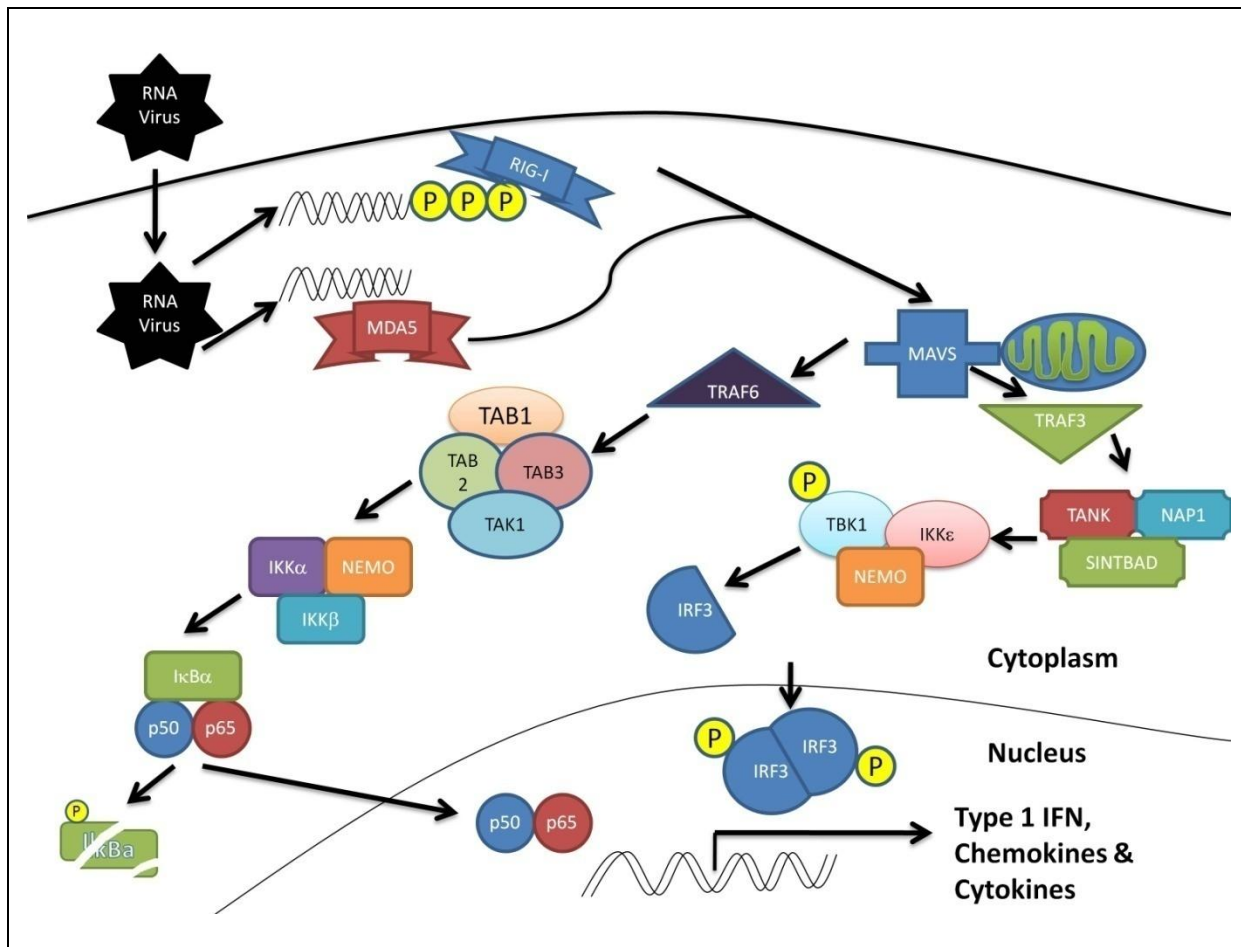 RNA
Virus
RIG-I
P P P
RNA
Virus
MDA5
MAVS
TRAF6
TRAF3
TAB1
TAB
2
TAB3
TAK1
P
TBK1
IKKε
NEMO
TANK
NAP1
SINTBAD
IKKα
NEMO
IKKβ
IRF3
Cytoplasm
IκBα
p50
p65
P
IRF3
IRF3
P
Nucleus
P
IκBa
p50
p65
Type 1 IFN,
Chemokines &
Cytokines